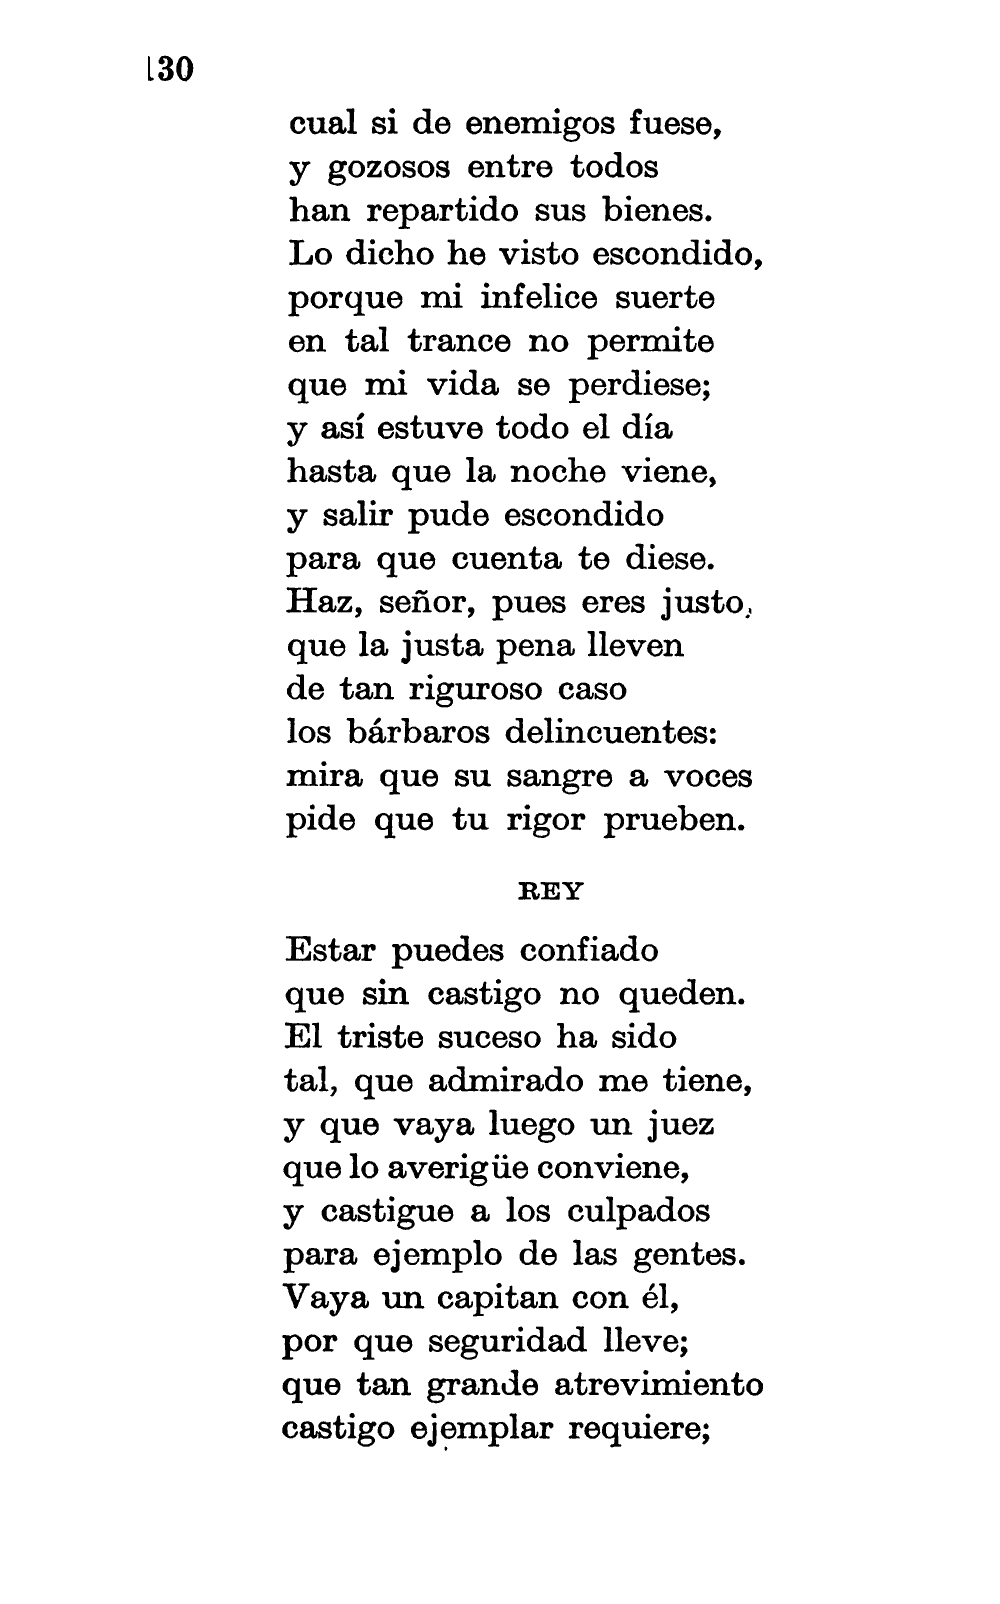 130
cual si de enemigos fuese,
y gozosos entre todos
han repartido sus bienes.
Lo dicho he visto escondido,
porque mi infelice suerte
en tal trance no permite
que mi vida se perdiese;
y así estuve todo el día
hasta que la noche viene,
y salir pude escondido
para que cuenta te diese.
Haz, señor, pues eres justo,
que la justa pena lleven
de tan riguroso caso
los bárbaros delincuentes:
mira que su sangre a voces
pide que tu rigor prueben.
REY
Estar puedes confiado
que sin castigo no queden.
El triste suceso ha sido
tal, que admirado me tiene,
y que vaya luego un juez
que lo averigüe conviene,
y castigue a los culpados
para ejemplo de las gentes.
Vaya un capitan con él,
por que seguridad lleve;
que tan grande atrevimiento
castigo ejemplar requiere;